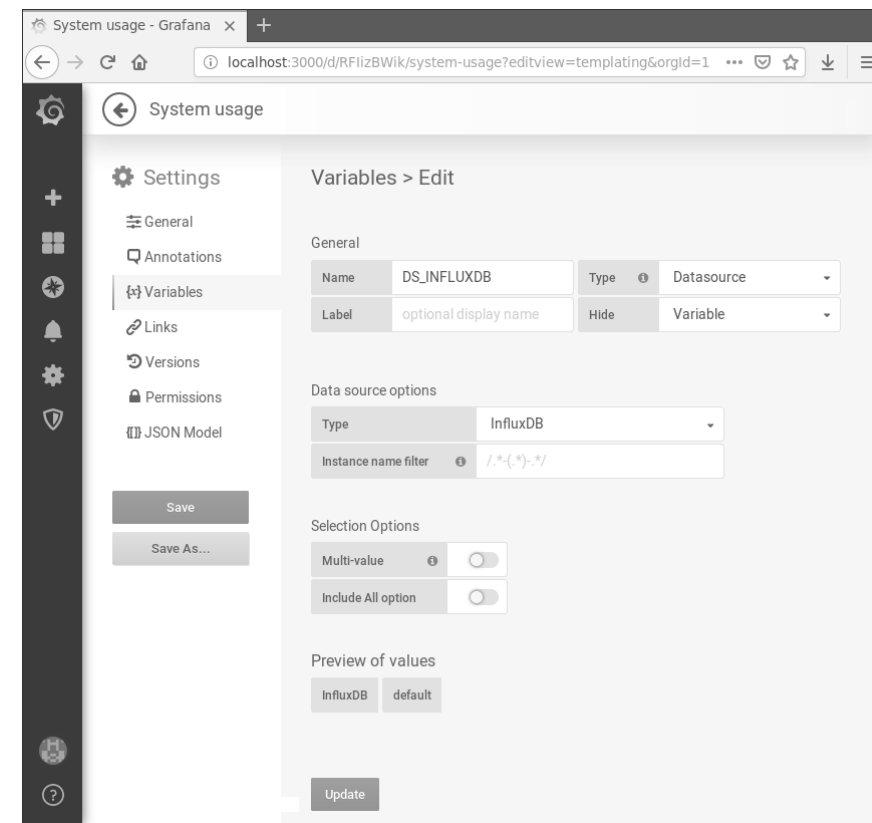 System usage - Grafana
localhost:3000/d/RFIizBWik/system-usage?editview=templating&orgId=1
System usage
Settings
General
Annotations
{x} Variables
Links
Versions
Permissions
{[]} JSON Model
Save
Save As...
Variables > Edit
General
Name DS_INFLUXDB Type Datasource
Label optional display name Hide Variable
Data source options
Type InfluxDB
Instance name filter /.*-(.*)-.*/
Selection Options
Multi-value
Include All option
Preview of values
InfluxDB default
Update